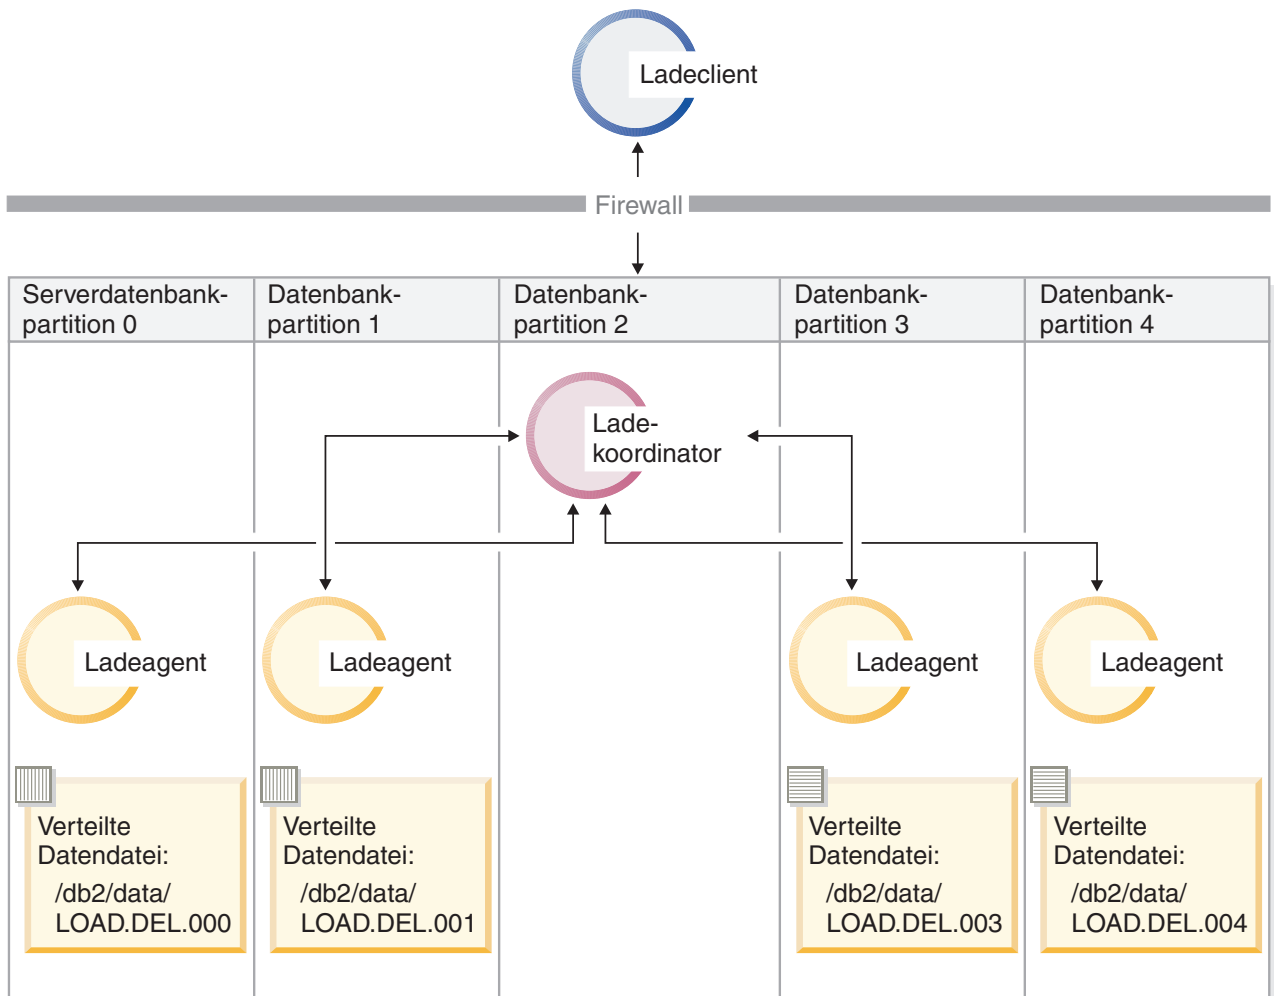 Ladeclient
Firewall
Serverdatenbank-
partition 0
Datenbank-
partition 1
Datenbank-
partition 2
Datenbank-
partition 3
Datenbank-
partition 4
Lade-
koordinator
Ladeagent
Ladeagent
Ladeagent
Ladeagent
Verteilte
Datendatei:
/db2/data/
LOAD.DEL.000
Verteilte
Datendatei:
/db2/data/
LOAD.DEL.001
Verteilte
Datendatei:
/db2/data/
LOAD.DEL.003
Verteilte
Datendatei:
/db2/data/
LOAD.DEL.004